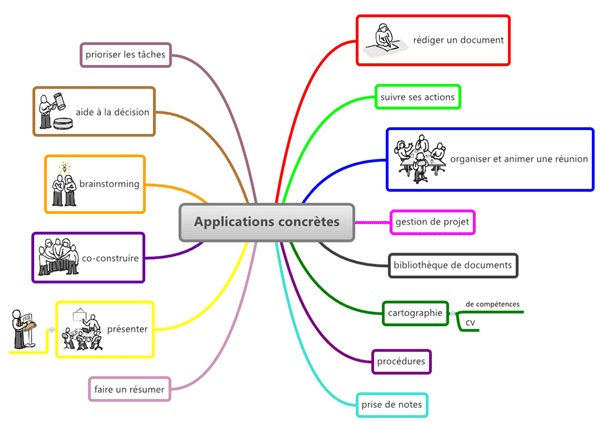 Applications concrètes
rédiger un document
suivre ses actions
organiser et animer une réunion
gestion de projet
bibliothèque de documents
cartographie
de compétences
CV
procédures
prise de notes
prioriser les tâches
aide à la décision
brainstorming
co-construire
présenter
faire un résumer